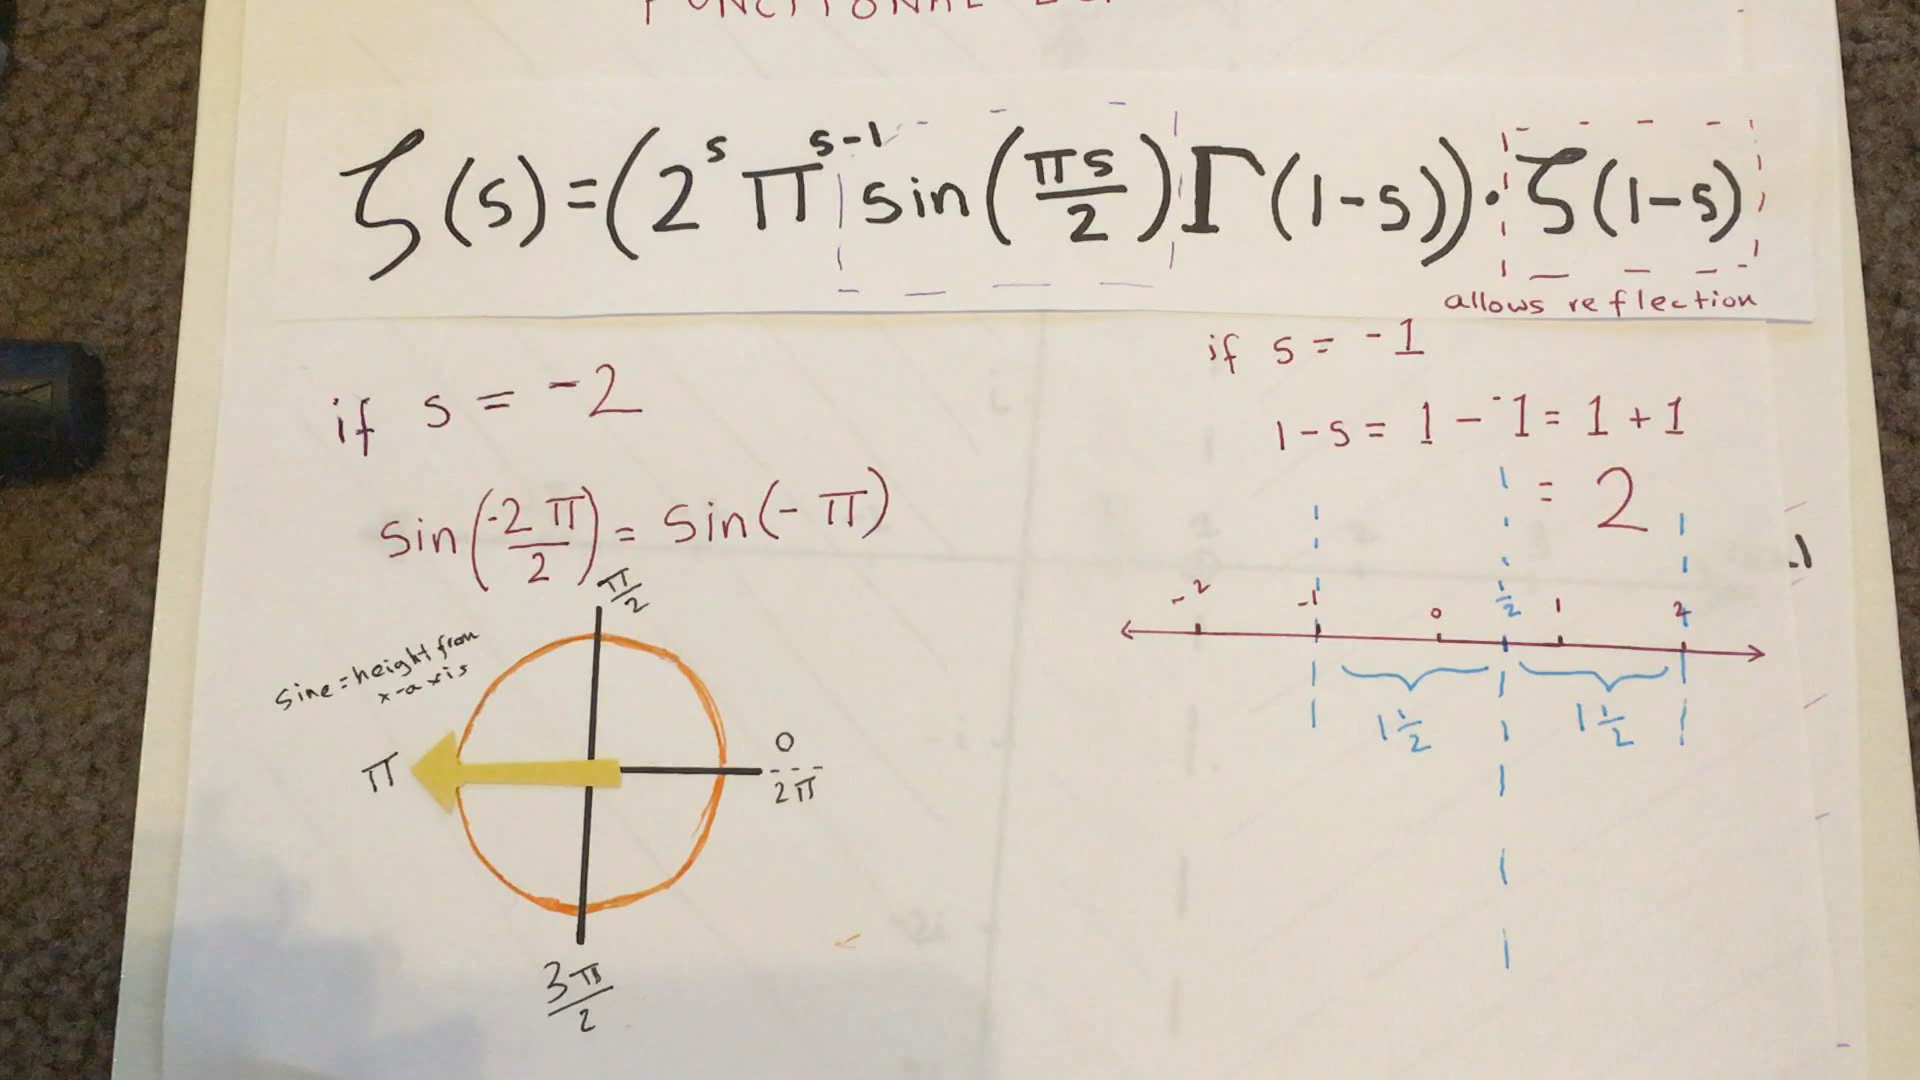 FUNCTIONAL
ζ(s)=(2^s π^(s-1) sin(πs/2)Γ(1-s))·ζ(1-s)
allows reflection
if s = -2
sin(-2π/2) = sin(-π)
π/2
sine = height from
x-axis
π
0
2π
3π/2
if s = -1
1-s = 1 - -1 = 1 + 1
= 2
-2 -1 0 1/2 1 2
1 1/2 1 1/2